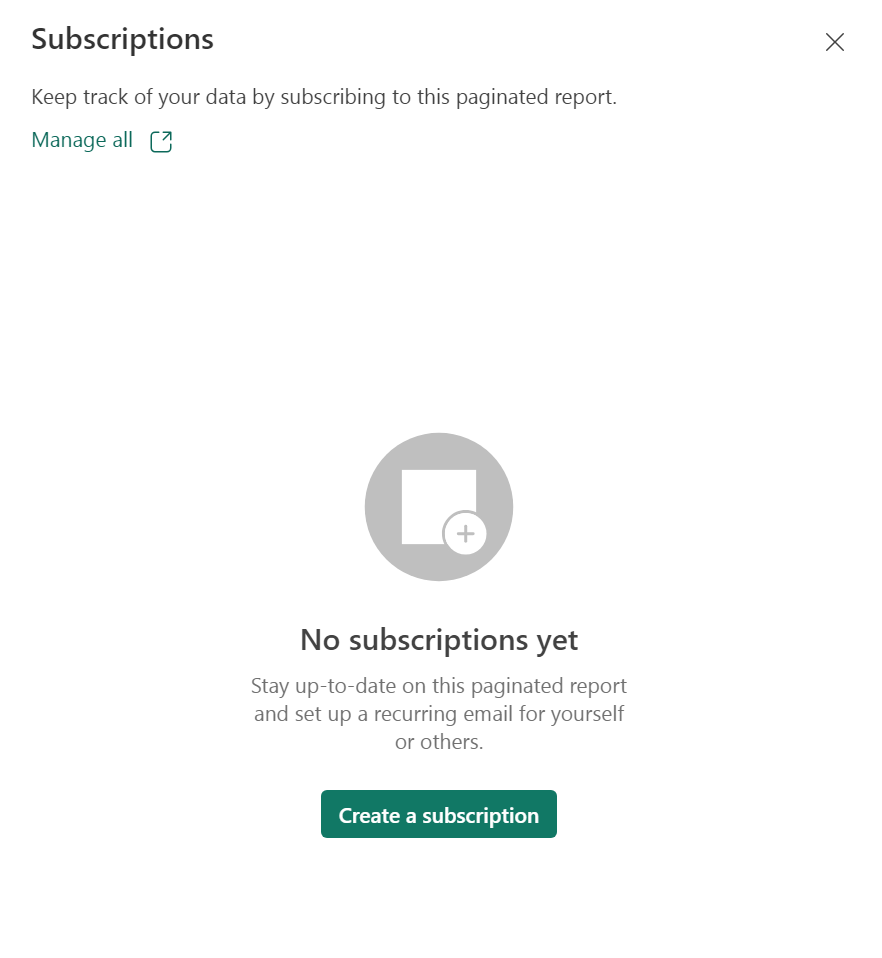 Subscriptions
Keep track of your data by subscribing to this paginated report.
Manage all
No subscriptions yet
Stay up-to-date on this paginated report
and set up a recurring email for yourself
or others.
Create a subscription